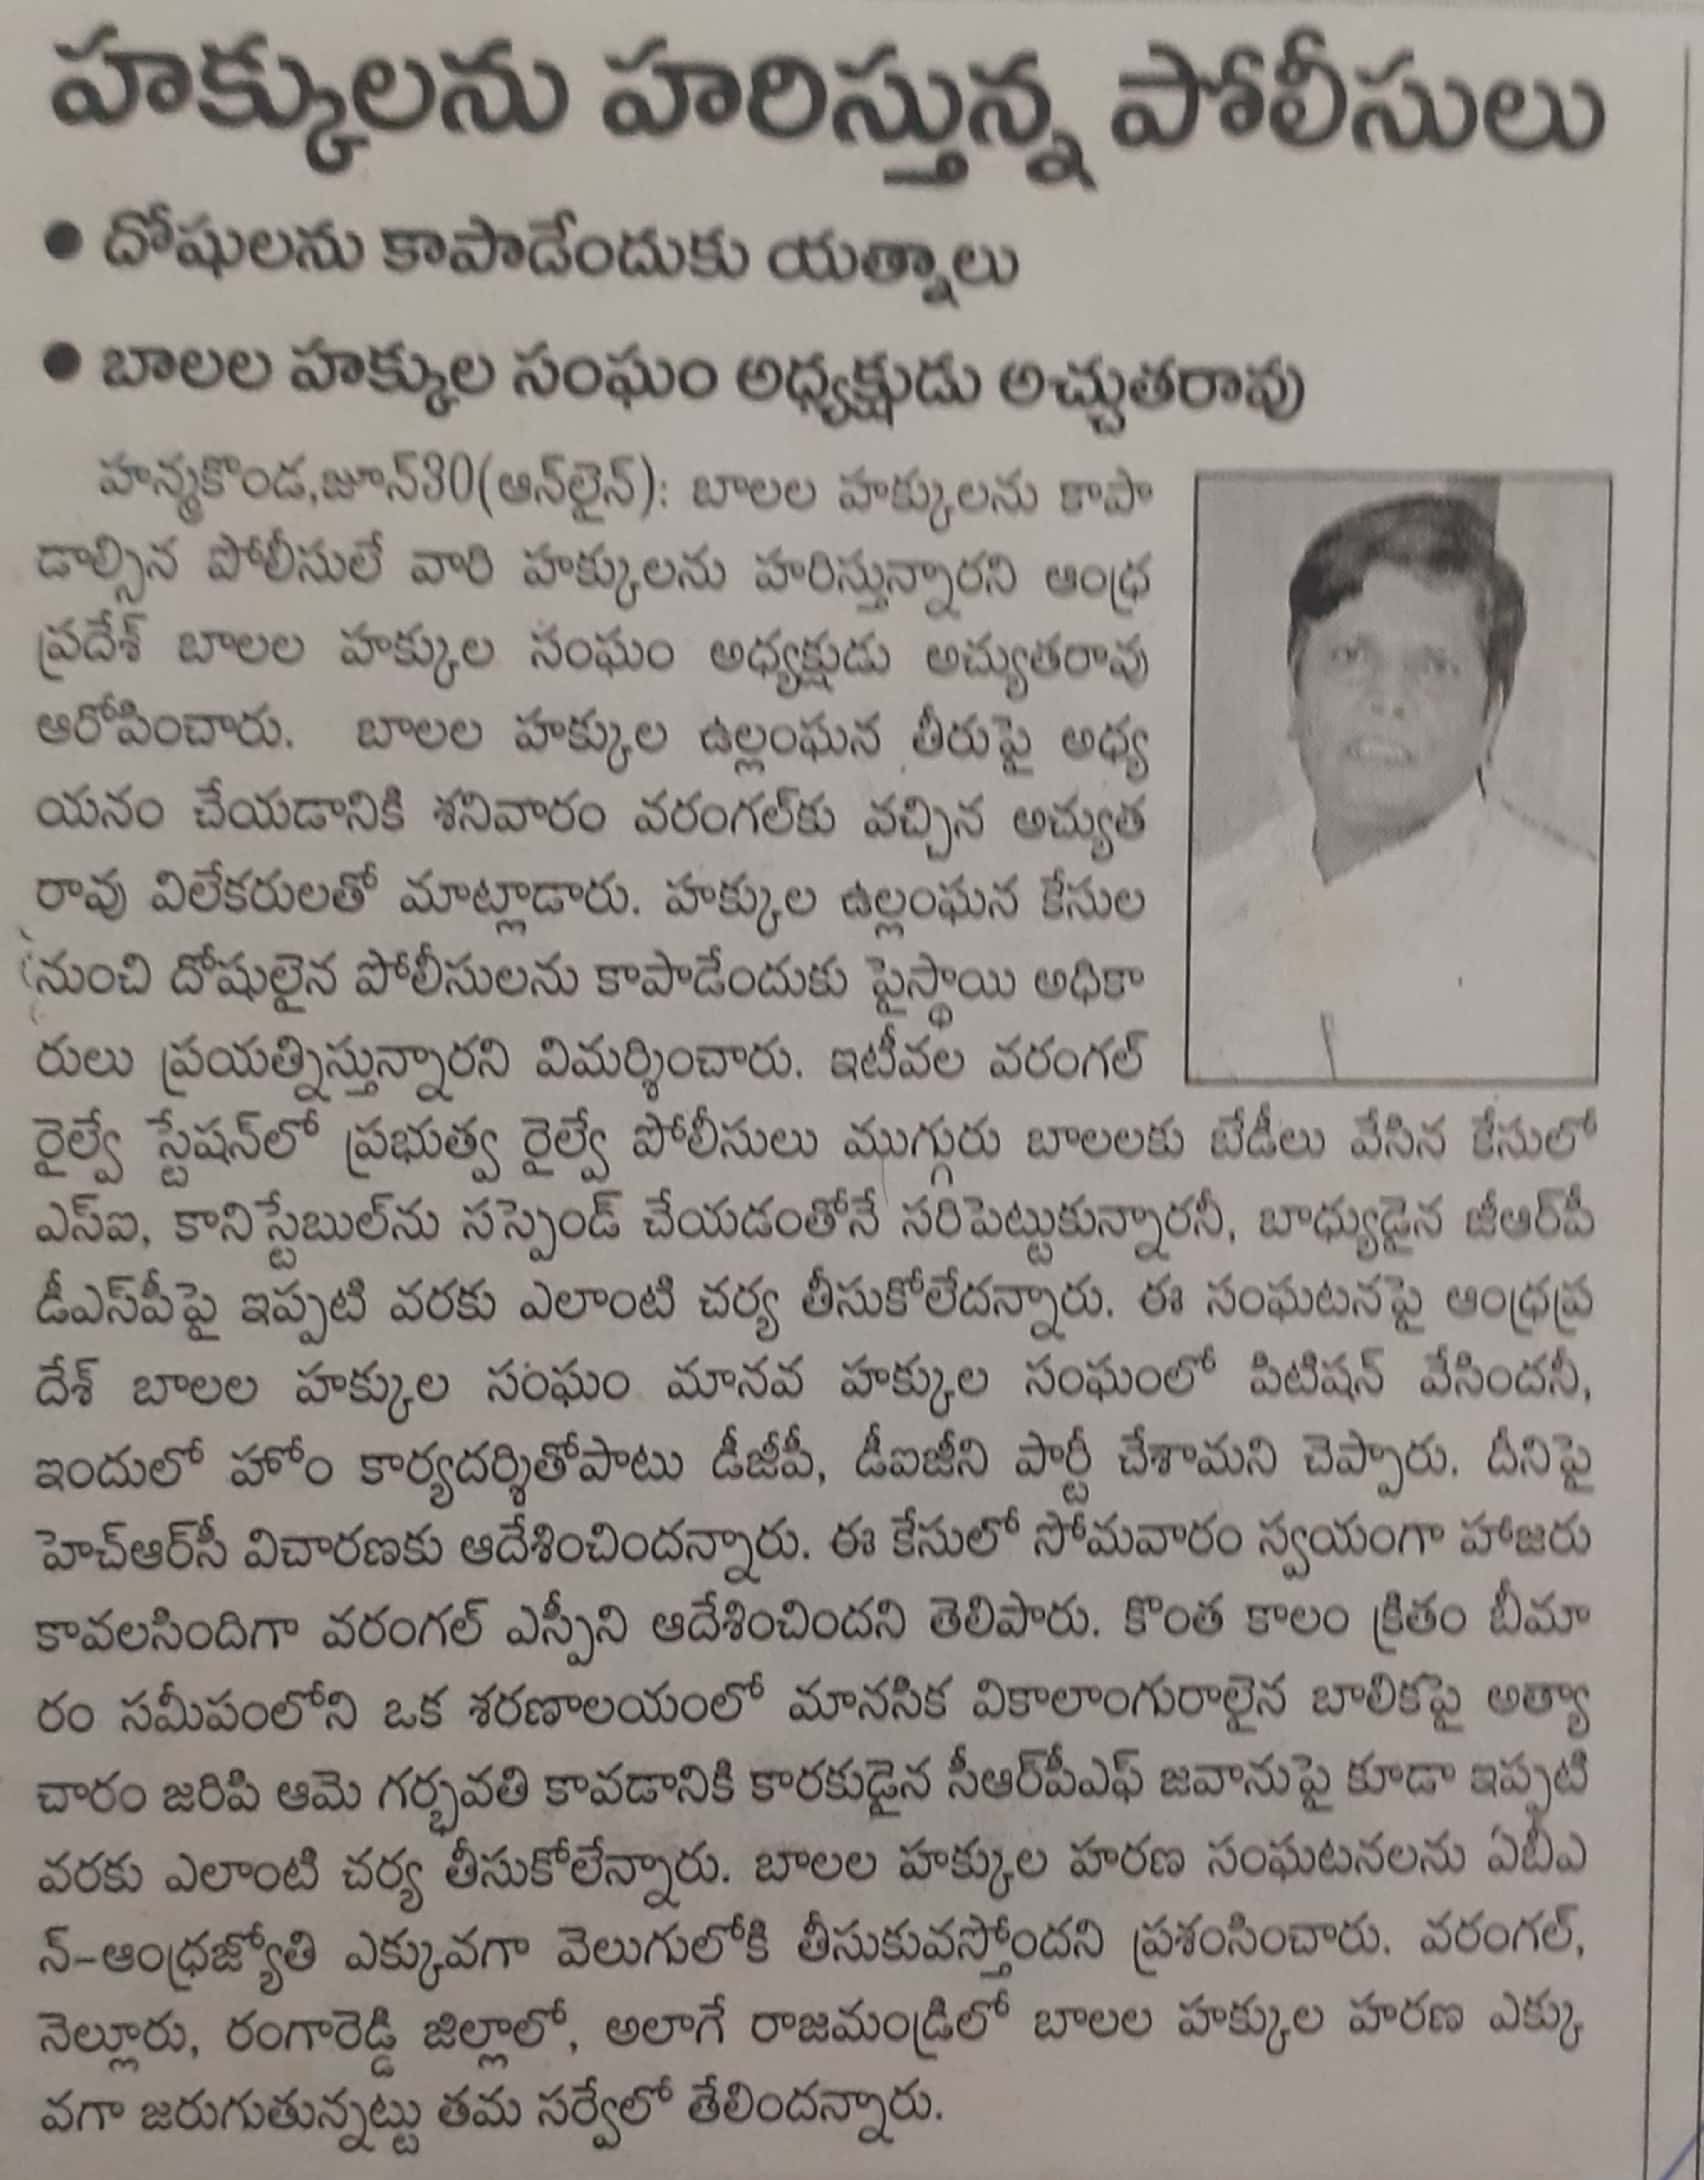 హక్కులను హరిస్తున్న పోలీసులు
• దోషులను కాపాడేందుకు యత్నాలు
• బాలల హక్కుల సంఘం అధ్యక్షుడు అచ్చుతరావు
హన్మకొండ,జూన్30(ఆన్‌లైన్): బాలల హక్కులను కాపా
డాల్సిన పోలీసులే వారి హక్కులను హరిస్తున్నారని ఆంధ్ర
ప్రదేశ్ బాలల హక్కుల సంఘం అధ్యక్షుడు అచ్యుతరావు
ఆరోపించారు. బాలల హక్కుల ఉల్లంఘన తీరుపై అధ్య
యనం చేయడానికి శనివారం వరంగల్‌కు వచ్చిన అచ్యుత
రావు విలేకరులతో మాట్లాడారు. హక్కుల ఉల్లంఘన కేసుల
నుంచి దోషులైన పోలీసులను కాపాడేందుకు పైస్థాయి అధికా
రులు ప్రయత్నిస్తున్నారని విమర్శించారు. ఇటీవల వరంగల్
రైల్వే స్టేషన్‌లో ప్రభుత్వ రైల్వే పోలీసులు ముగ్గురు బాలలకు బేడీలు వేసిన కేసులో
ఎస్ఐ, కానిస్టేబుల్‌ను సస్పెండ్ చేయడంతోనే సరిపెట్టుకున్నారనీ, బాధ్యుడైన జీఆర్‌పీ
డీఎస్‌పీపై ఇప్పటి వరకు ఎలాంటి చర్య తీసుకోలేదన్నారు. ఈ సంఘటనపై ఆంధ్రప్ర
దేశ్ బాలల హక్కుల సంఘం మానవ హక్కుల సంఘంలో పిటిషన్ వేసిందనీ,
ఇందులో హోం కార్యదర్శితోపాటు డీజీపీ, డీఐజీని పార్టీ చేశామని చెప్పారు. దీనిపై
హెచ్‌ఆర్‌సీ విచారణకు ఆదేశించిందన్నారు. ఈ కేసులో సోమవారం స్వయంగా హాజరు
కావలసిందిగా వరంగల్ ఎస్పీని ఆదేశించిందని తెలిపారు. కొంత కాలం క్రితం బీమా
రం సమీపంలోని ఒక శరణాలయంలో మానసిక వికాలాంగురాలైన బాలికపై అత్యా
చారం జరిపి ఆమె గర్భవతి కావడానికి కారకుడైన సీఆర్‌పీఎఫ్ జవానుపై కూడా ఇప్పటి
వరకు ఎలాంటి చర్య తీసుకోలేన్నారు. బాలల హక్కుల హరణ సంఘటనలను ఏబీఎ
న్-ఆంధ్రజ్యోతి ఎక్కువగా వెలుగులోకి తీసుకువస్తోందని ప్రశంసించారు. వరంగల్,
నెల్లూరు, రంగారెడ్డి జిల్లాలో, అలాగే రాజమండ్రిలో బాలల హక్కుల హరణ ఎక్కు
వగా జరుగుతున్నట్టు తమ సర్వేలో తేలిందన్నారు.